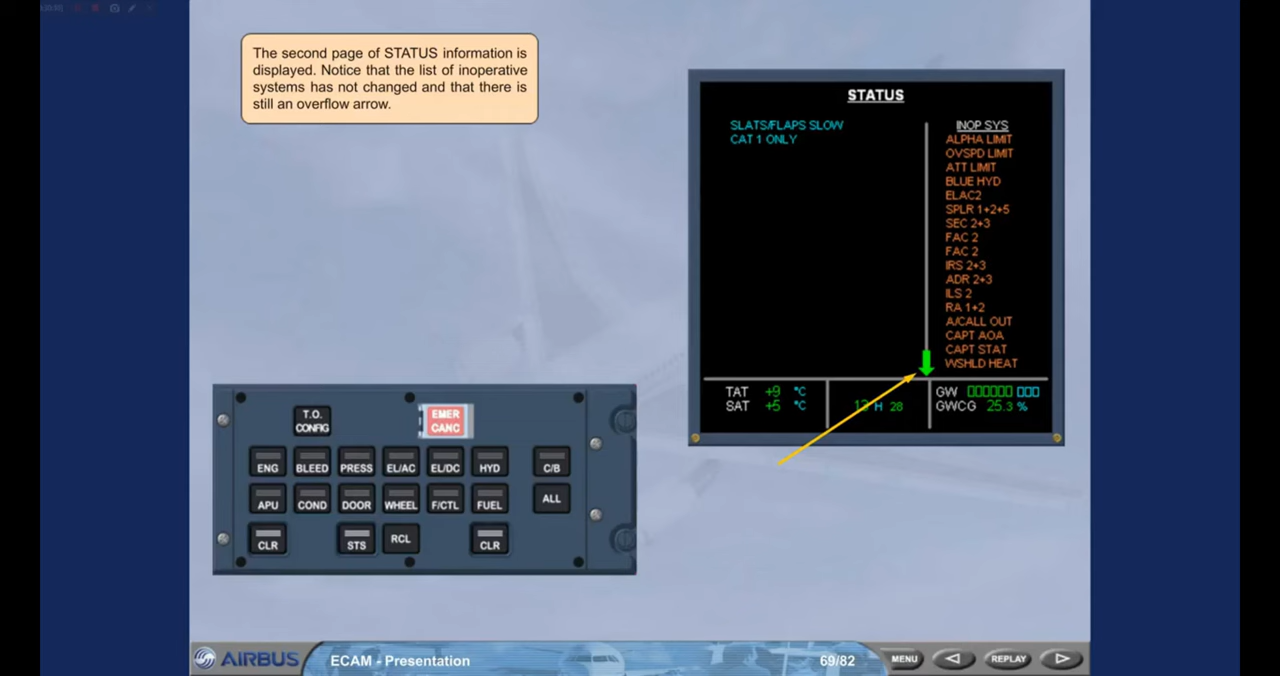 The second page of STATUS information is
displayed. Notice that the list of inoperative
systems has not changed and that there is
still an overflow arrow.
STATUS
SLATS/FLAPS SLOW
CAT 1 ONLY
INOP SYS
ALPHA LIMIT
OVSPD LIMIT
ATT LIMIT
BLUE HYD
ELAC2
SPLR 1+2+5
SEC 2+3
FAC 2
FAC 2
IRS 2+3
ADR 2+3
ILS 2
RA 1+2
A/CALL OUT
CAPT AOA
CAPT STAT
WSHLD HEAT
TAT +9 °C
SAT +5 °C
13 H 28
GW
GWCG 25.3 %
T.O.
CONFIG
EMER
CANC
ENG BLEED PRESS EL/AC EL/DC HYD C/B
APU COND DOOR WHEEL F/CTL FUEL ALL
CLR STS RCL CLR
AIRBUS
ECAM - Presentation
69/82
MENU
REPLAY